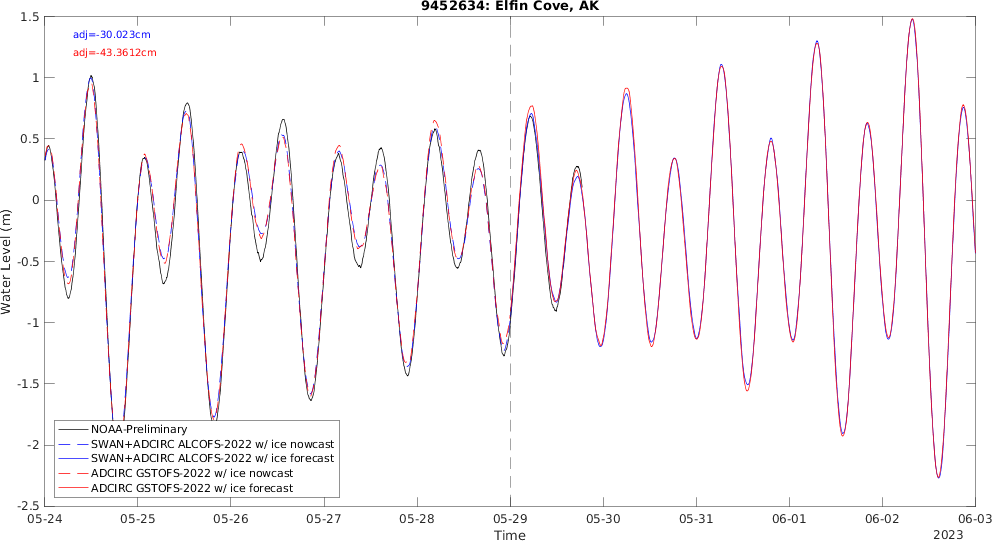 9452634: Elfin Cove, AK
adj=-30.023cm
adj=-43.3612cm
1.5
1
0.5
0
-0.5
-1
-1.5
-2
-2.5
Water Level (m)
NOAA-Preliminary
SWAN+ADCIRC ALCOFS-2022 w/ ice nowcast
SWAN+ADCIRC ALCOFS-2022 w/ ice forecast
ADCIRC GSTOFS-2022 w/ ice nowcast
ADCIRC GSTOFS-2022 w/ ice forecast
05-24 05-25 05-26 05-27 05-28 05-29 05-30 05-31 06-01 06-02 06-03
Time
2023